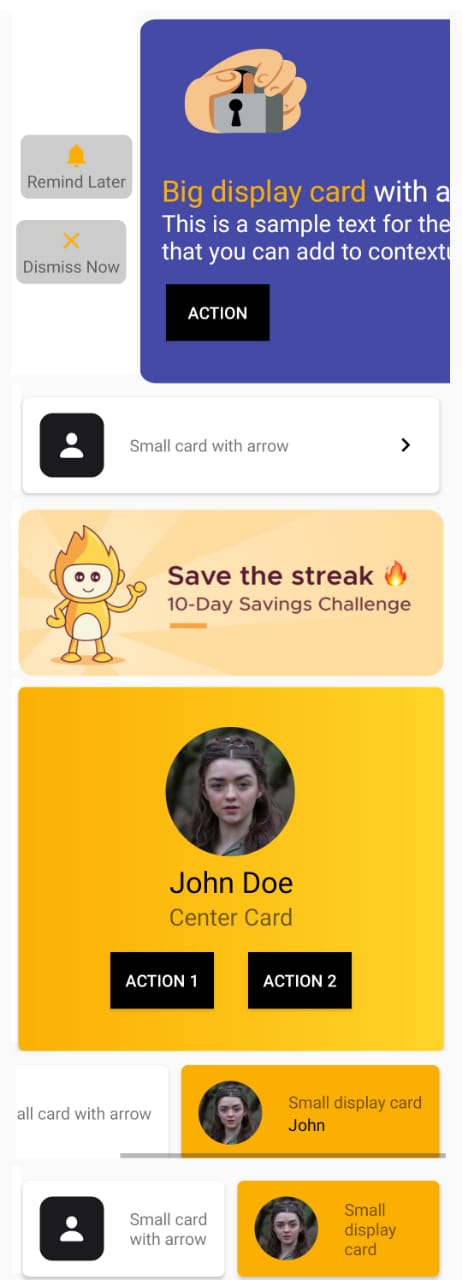 Remind Later
Dismiss Now
Big display card with a
This is a sample text for the
that you can add to contextu
ACTION
Small card with arrow
Save the streak 🔥
10-Day Savings Challenge
John Doe
Center Card
ACTION 1
ACTION 2
all card with arrow
Small display card
John
Small card
with arrow
Small
display
card